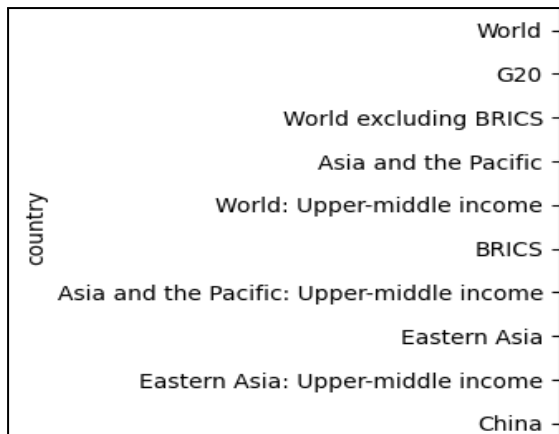 World
G20
World excluding BRICS
Asia and the Pacific
World: Upper-middle income
country
BRICS
Asia and the Pacific: Upper-middle income
Eastern Asia
Eastern Asia: Upper-middle income
China